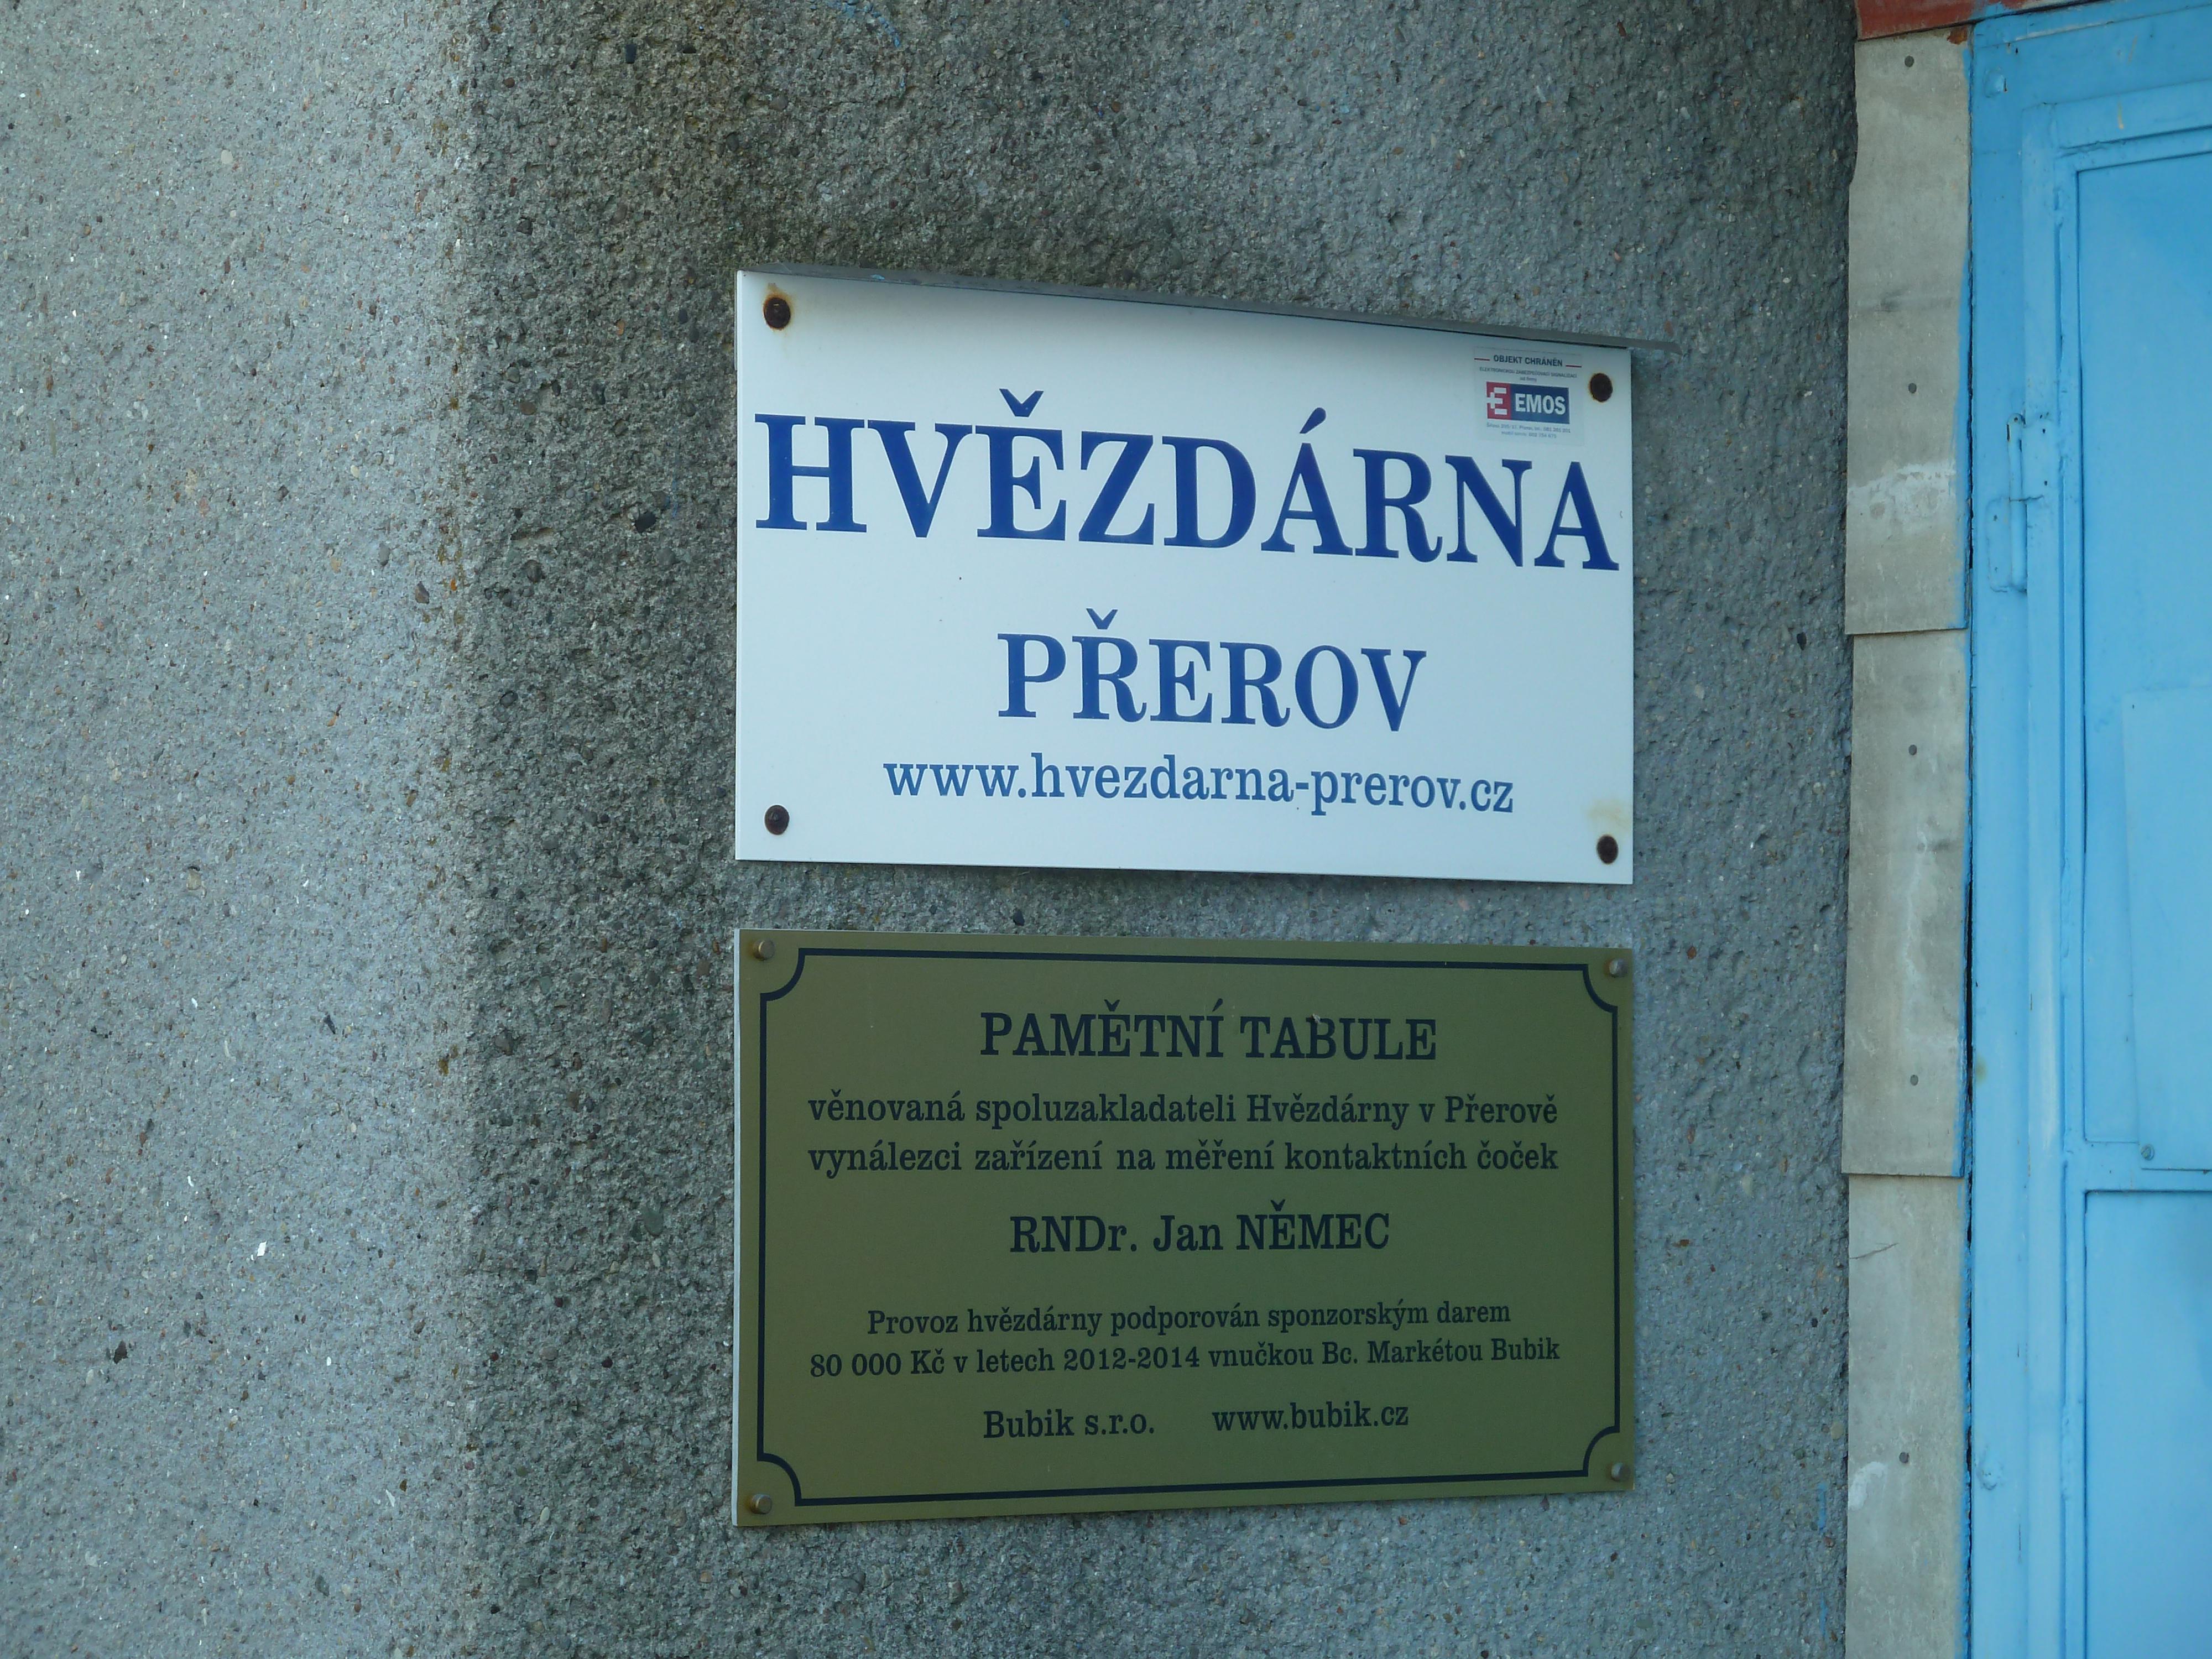 OBJEKT CHRÁNĚN
EMOS
HVĚZDÁRNA
PŘEROV
www.hvezdarna-prerov.cz
PAMĚTNÍ TABULE
věnovaná spoluzakladateli Hvězdárny v Přerově
vynálezci zařízení na měření kontaktních čoček
RNDr. Jan NĚMEC
Provoz hvězdárny podporován sponzorským darem
80 000 Kč v letech 2012-2014 vnučkou Bc. Markétou Bubik
Bubik s.r.o. www.bubik.cz